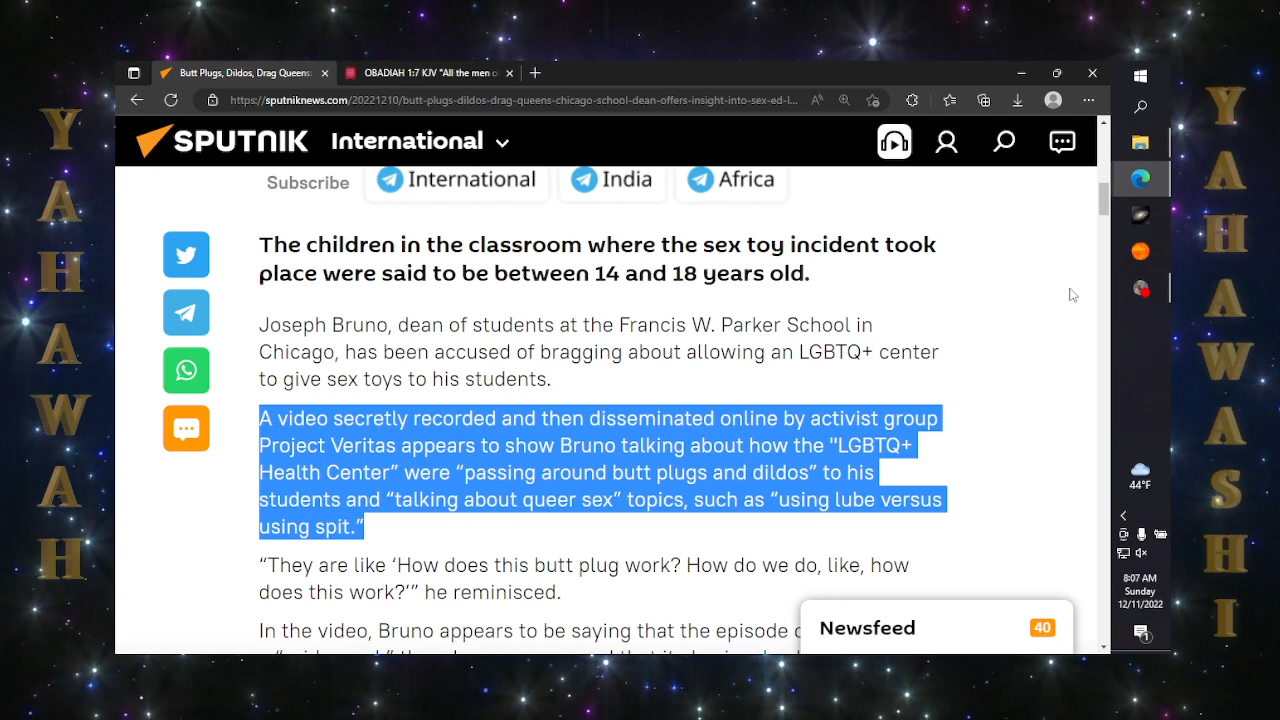 YAHAWAH
Butt Plugs, Dildos, Drag Queens:
OBADIAH 1:7 KJV "All the men o
https://sputniknews.com/20221210/butt-plugs-dildos-drag-queens-chicago-school-dean-offers-insight-into-sex-ed-l...
SPUTNIK International
Subscribe International India Africa
The children in the classroom where the sex toy incident took
place were said to be between 14 and 18 years old.
Joseph Bruno, dean of students at the Francis W. Parker School in
Chicago, has been accused of bragging about allowing an LGBTQ+ center
to give sex toys to his students.
A video secretly recorded and then disseminated online by activist group
Project Veritas appears to show Bruno talking about how the "LGBTQ+
Health Center” were “passing around butt plugs and dildos” to his
students and “talking about queer sex” topics, such as “using lube versus
using spit.”
“They are like ‘How does this butt plug work? How do we do, like, how
does this work?’” he reminisced.
In the video, Bruno appears to be saying that the episode
Newsfeed 40
44°F
8:07 AM
Sunday
12/11/2022
1
YAHAWASHI